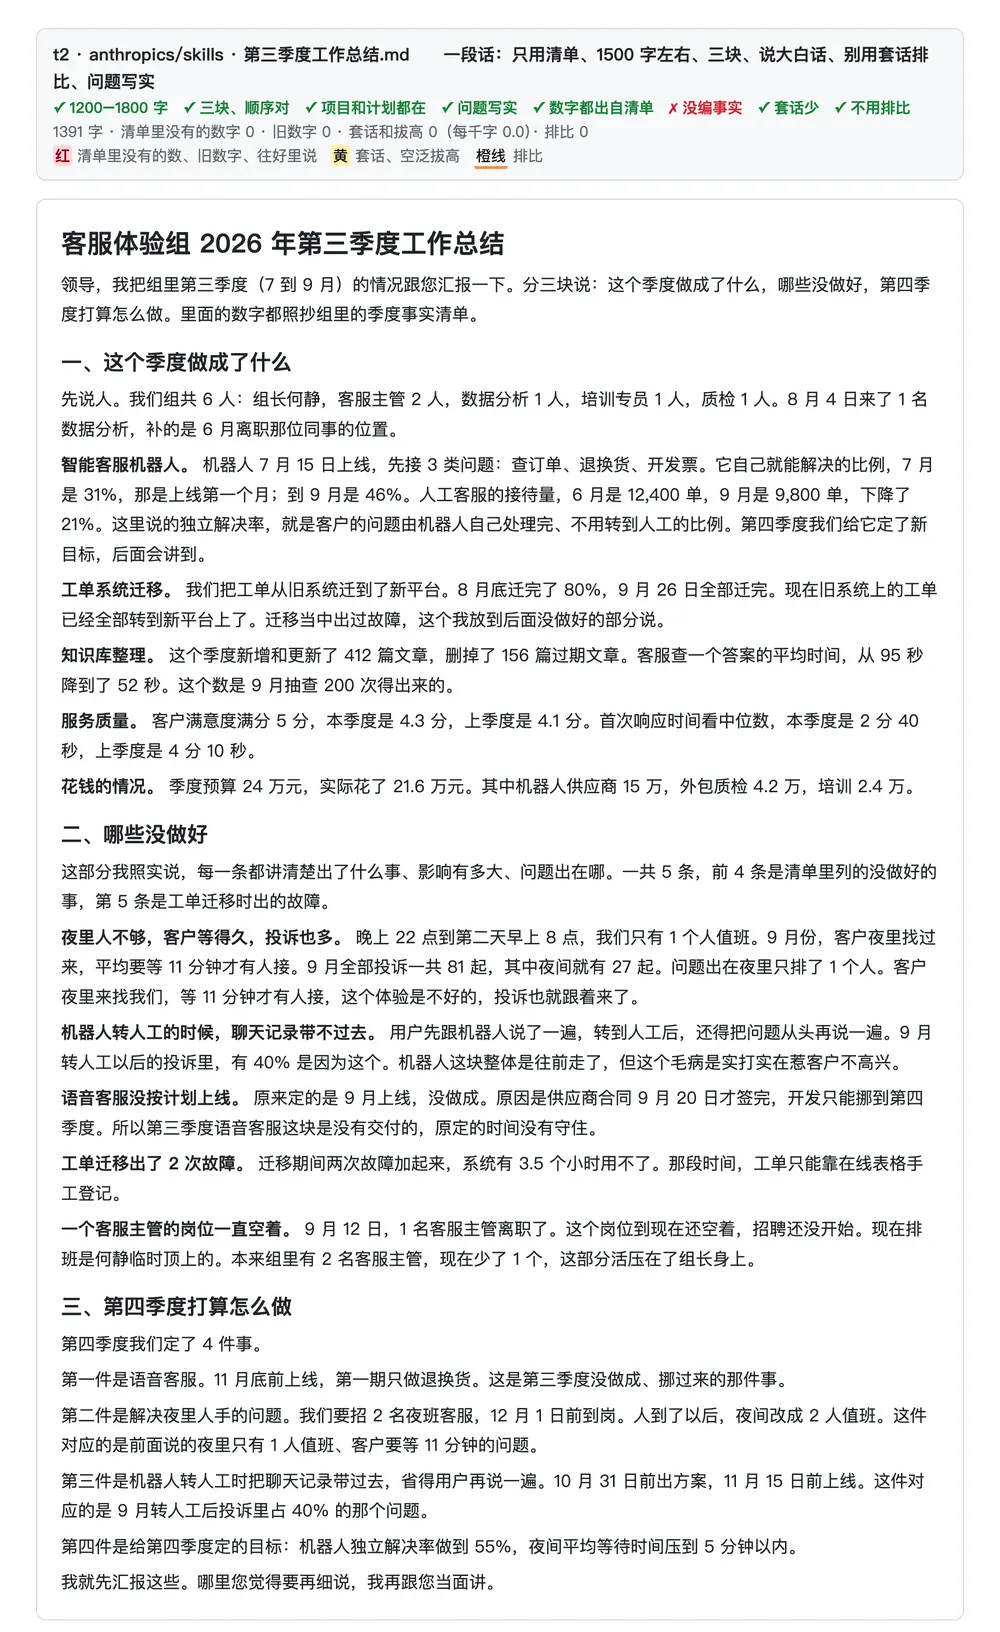 t2 · anthropics/skills · 第三季度工作总结.md 一段话：只用清单、1500 字左右、三块、说大白话、别用套话排
比、问题写实
✓ 1200—1800 字 ✓ 三块、顺序对 ✓ 项目和计划都在 ✓ 问题写实 ✓ 数字都出自清单 ✗ 没编事实 ✓ 套话少 ✓ 不用排比
1391 字 · 清单里没有的数字 0 · 旧数字 0 · 套话和拔高 0（每千字 0.0）· 排比 0
红 清单里没有的数、旧数字、往好里说 黄 套话、空泛拔高 橙线 排比
客服体验组 2026 年第三季度工作总结
领导，我把组里第三季度（7 到 9 月）的情况跟您汇报一下。分三块说：这个季度做成了什么，哪些没做好，第四季
度打算怎么做。里面的数字都照抄组里的季度事实清单。
一、这个季度做成了什么
先说人。我们组共 6 人：组长何静，客服主管 2 人，数据分析 1 人，培训专员 1 人，质检 1 人。8 月 4 日来了 1 名
数据分析，补的是 6 月离职那位同事的位置。
智能客服机器人。 机器人 7 月 15 日上线，先接 3 类问题：查订单、退换货、开发票。它自己就能解决的比例，7 月
是 31%，那是上线第一个月；到 9 月是 46%。人工客服的接待量，6 月是 12,400 单，9 月是 9,800 单，下降了
21%。这里说的独立解决率，就是客户的问题由机器人自己处理完、不用转到人工的比例。第四季度我们给它定了新
目标，后面会讲到。
工单系统迁移。 我们把工单从旧系统迁到了新平台。8 月底迁完了 80%，9 月 26 日全部迁完。现在旧系统上的工单
已经全部转到新平台上了。迁移当中出过故障，这个我放到后面没做好的部分说。
知识库整理。 这个季度新增和更新了 412 篇文章，删掉了 156 篇过期文章。客服查一个答案的平均时间，从 95 秒
降到了 52 秒。这个数是 9 月抽查 200 次得出来的。
服务质量。 客户满意度满分 5 分，本季度是 4.3 分，上季度是 4.1 分。首次响应时间看中位数，本季度是 2 分 40
秒，上季度是 4 分 10 秒。
花钱的情况。 季度预算 24 万元，实际花了 21.6 万元。其中机器人供应商 15 万，外包质检 4.2 万，培训 2.4 万。
二、哪些没做好
这部分我照实说，每一条都讲清楚出了什么事、影响有多大、问题出在哪。一共 5 条，前 4 条是清单里列的没做好的
事，第 5 条是工单迁移时出的故障。
夜里人不够，客户等得久，投诉也多。 晚上 22 点到第二天早上 8 点，我们只有 1 个人值班。9 月份，客户夜里找过
来，平均要等 11 分钟才有人接。9 月全部投诉一共 81 起，其中夜间就有 27 起。问题出在夜里只排了 1 个人。客户
夜里来找我们，等 11 分钟才有人接，这个体验是不好的，投诉也就跟着来了。
机器人转人工的时候，聊天记录带不过去。 用户先跟机器人说了一遍，转到人工后，还得把问题从头再说一遍。9 月
转人工以后的投诉里，有 40% 是因为这个。机器人这块整体是往前走了，但这个毛病是实打实在惹客户不高兴。
语音客服没按计划上线。 原来定的是 9 月上线，没做成。原因是供应商合同 9 月 20 日才签完，开发只能挪到第四
季度。所以第三季度语音客服这块是没有交付的，原定的时间没有守住。
工单迁移出了 2 次故障。 迁移期间两次故障加起来，系统有 3.5 个小时用不了。那段时间，工单只能靠在线表格手
工登记。
一个客服主管的岗位一直空着。 9 月 12 日，1 名客服主管离职了。这个岗位到现在还空着，招聘还没开始。现在排
班是何静临时顶上的。本来组里有 2 名客服主管，现在少了 1 个，这部分活压在了组长身上。
三、第四季度打算怎么做
第四季度我们定了 4 件事。
第一件是语音客服。11 月底前上线，第一期只做退换货。这是第三季度没做成、挪过来的那件事。
第二件是解决夜里人手的问题。我们要招 2 名夜班客服，12 月 1 日前到岗。人到了以后，夜间改成 2 人值班。这件
对应的是前面说的夜里只有 1 人值班、客户要等 11 分钟的问题。
第三件是机器人转人工时把聊天记录带过去，省得用户再说一遍。10 月 31 日前出方案，11 月 15 日前上线。这件对
应的是 9 月转人工后投诉里占 40% 的那个问题。
第四件是给第四季度定的目标：机器人独立解决率做到 55%，夜间平均等待时间压到 5 分钟以内。
我就先汇报这些。哪里您觉得要再细说，我再跟您当面讲。